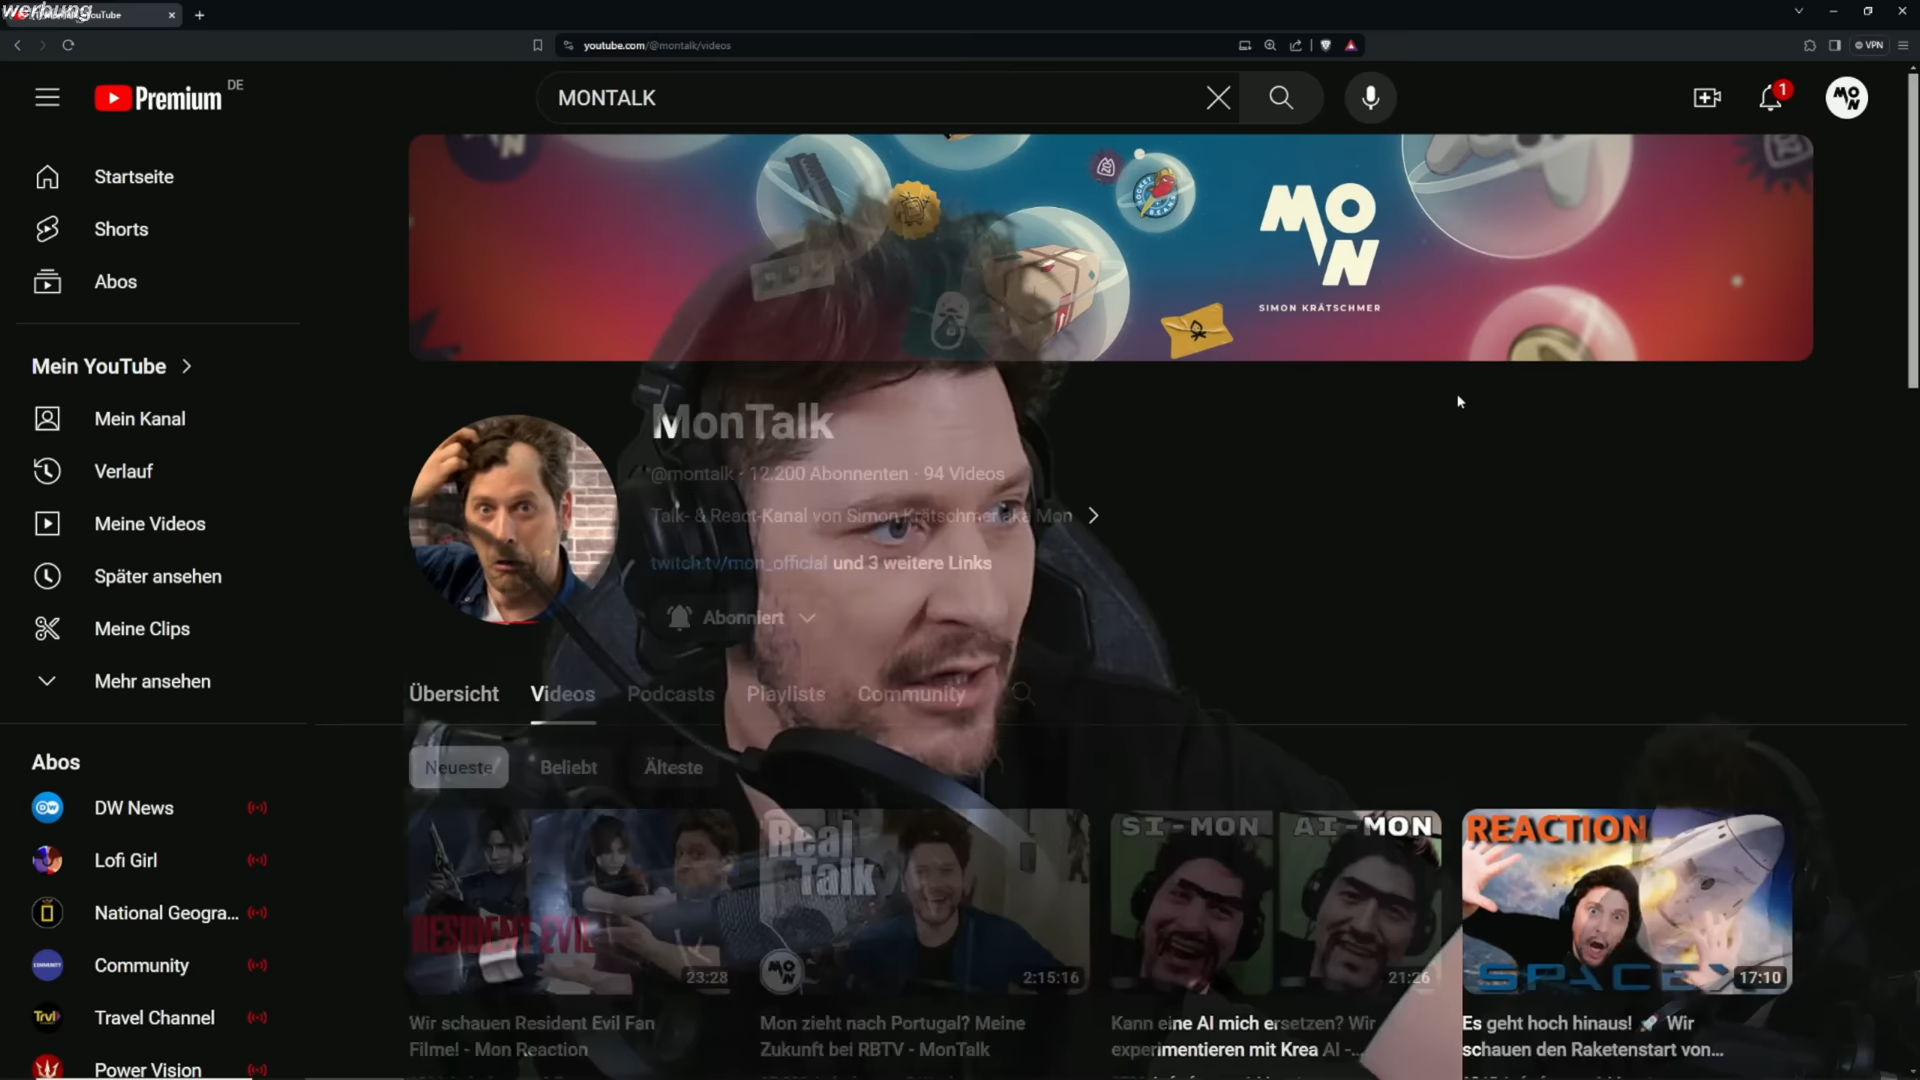 werbung
YouTube
youtube.com/@montalk/videos
VPN
Premium
DE
MONTALK
1
MON
Startseite
Shorts
Abos
MON
SIMON KRÄTSCHMER
Mein YouTube
Mein Kanal
Verlauf
Meine Videos
Später ansehen
Meine Clips
Mehr ansehen
MonTalk
@montalk · 12.200 Abonnenten · 94 Videos
Talk- & React-Kanal von Simon Krätschmer aka Mon
twitch.tv/mon_official und 3 weitere Links
Abonniert
Übersicht
Videos
Podcasts
Playlists
Community
Neueste
Beliebt
Älteste
Abos
DW News
Lofi Girl
National Geogra...
Community
Travel Channel
Power Vision
RESIDENT EVIL
23:28
Wir schauen Resident Evil Fan
Filme! - Mon Reaction
Real
Talk
MON
2:15:16
Mon zieht nach Portugal? Meine
Zukunft bei RBTV - MonTalk
SI-MON
AI-MON
21:26
Kann eine AI mich ersetzen? Wir
experimentieren mit Krea AI -...
REACTION
SPACEX
17:10
Es geht hoch hinaus! 🚀 Wir
schauen den Raketenstart von...